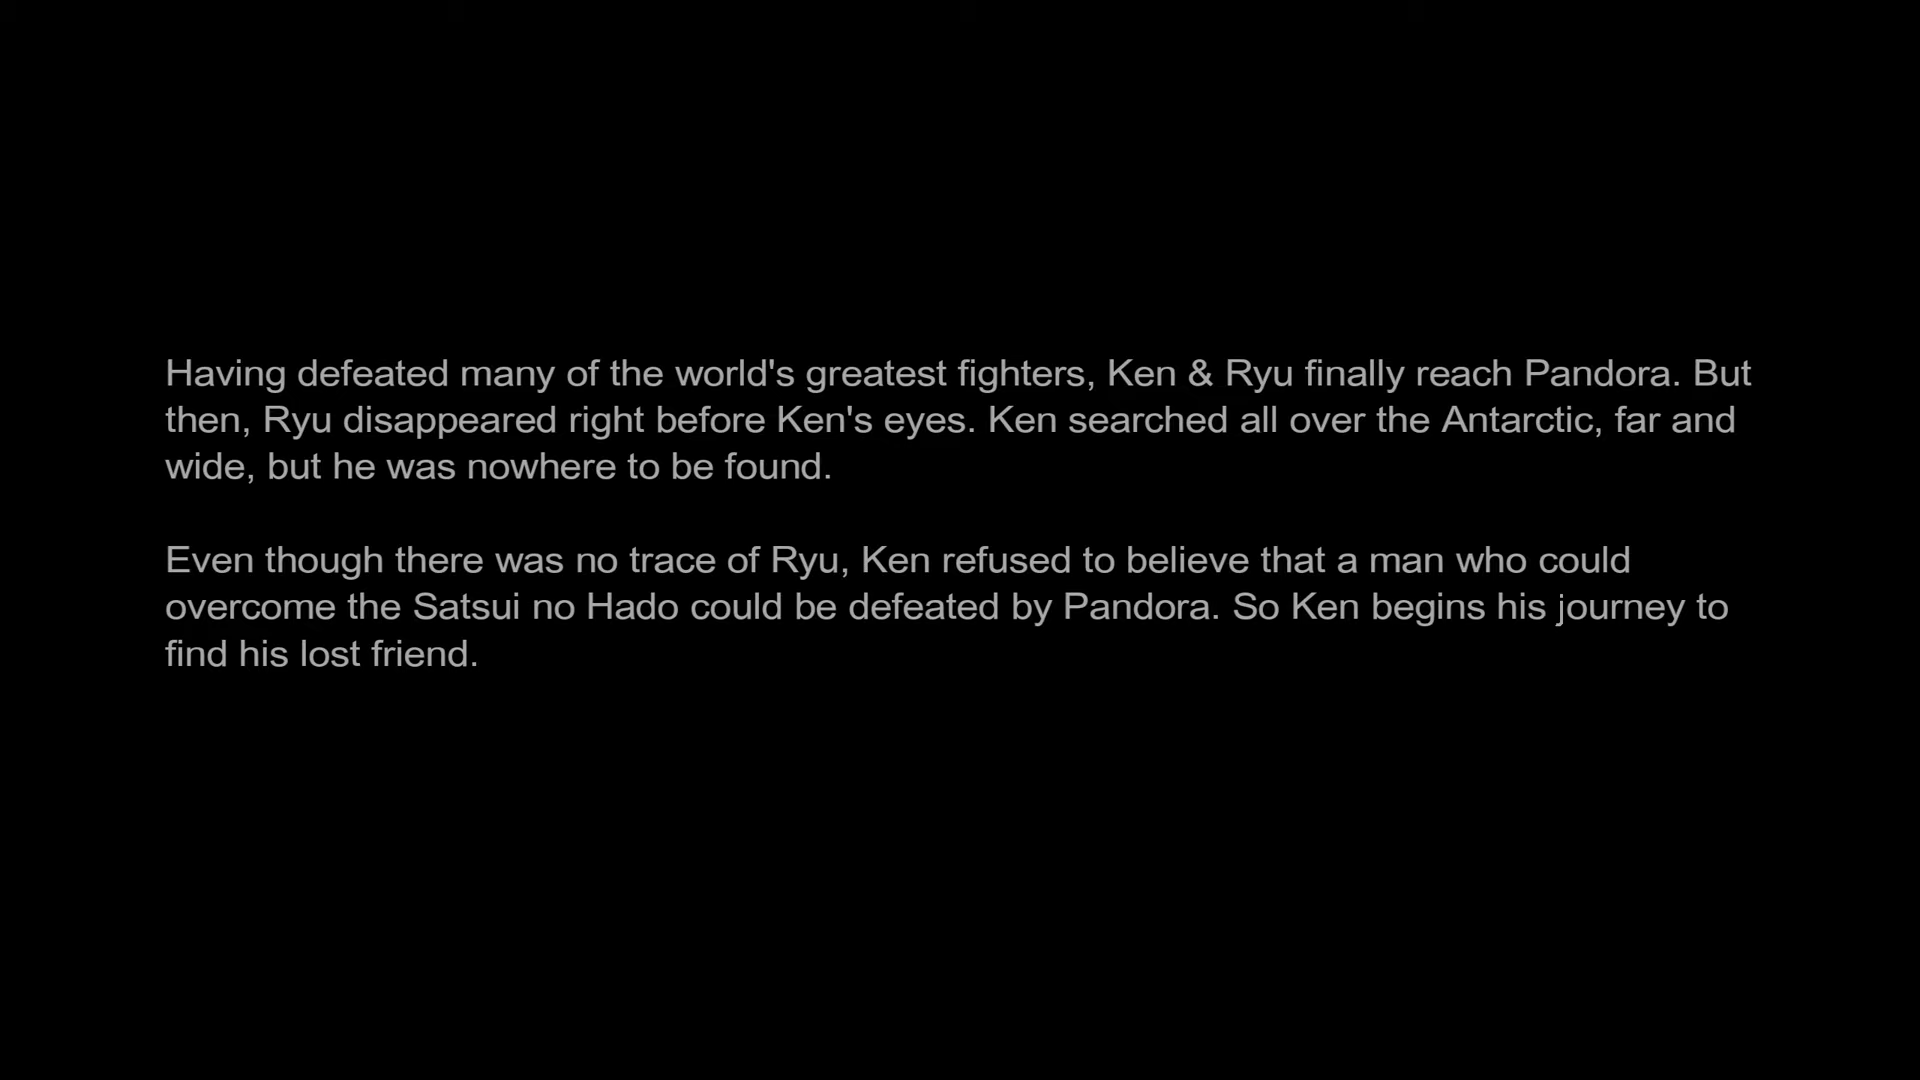 Having defeated many of the world's greatest fighters, Ken & Ryu finally reach Pandora. But
then, Ryu disappeared right before Ken's eyes. Ken searched all over the Antarctic, far and
wide, but he was nowhere to be found.
Even though there was no trace of Ryu, Ken refused to believe that a man who could
overcome the Satsui no Hado could be defeated by Pandora. So Ken begins his journey to
find his lost friend.